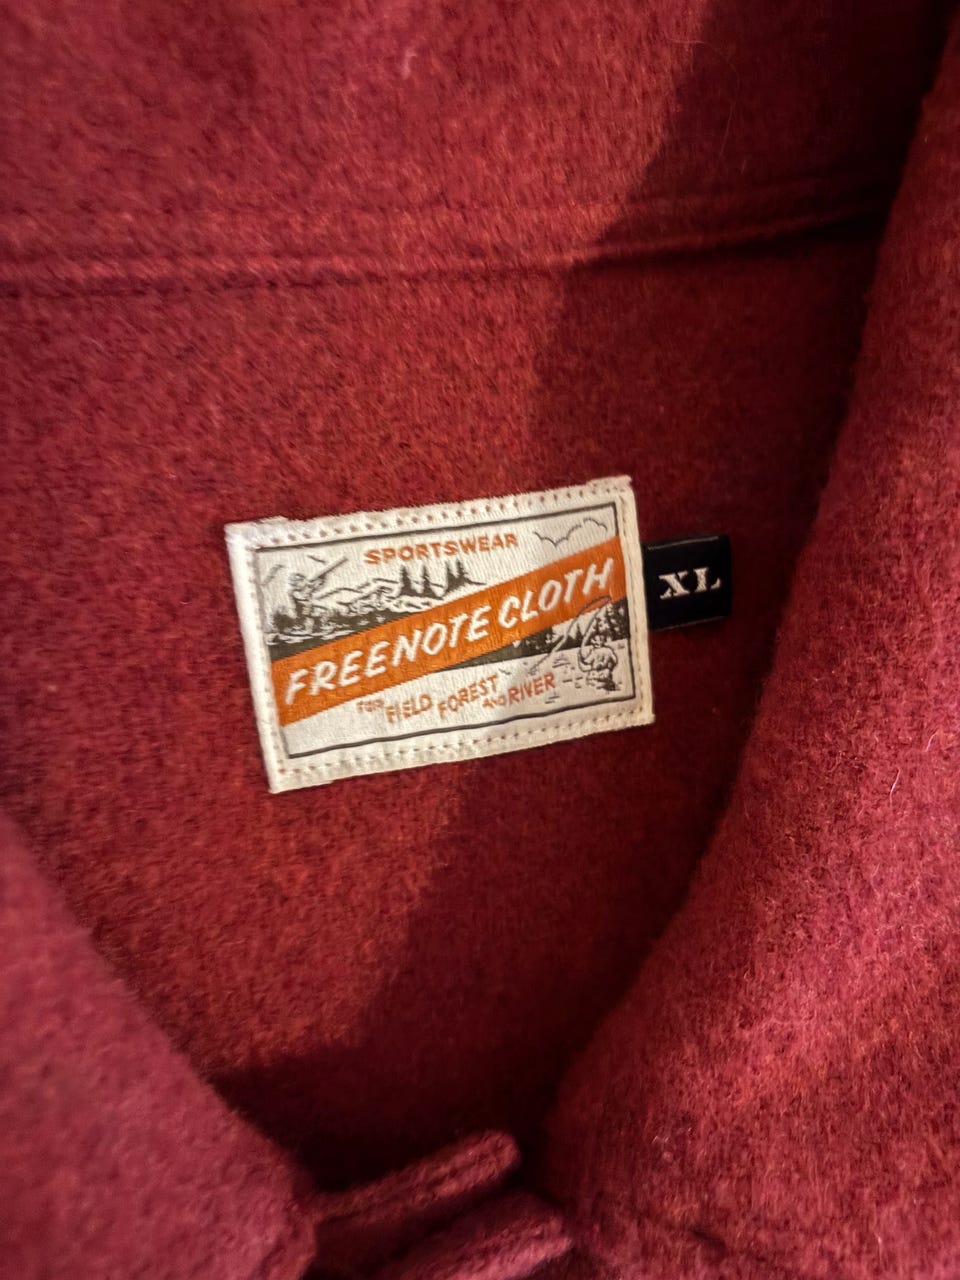 SPORTSWEAR
FREENOTE CLOTH
FOR FIELD FOREST AND RIVER
XL